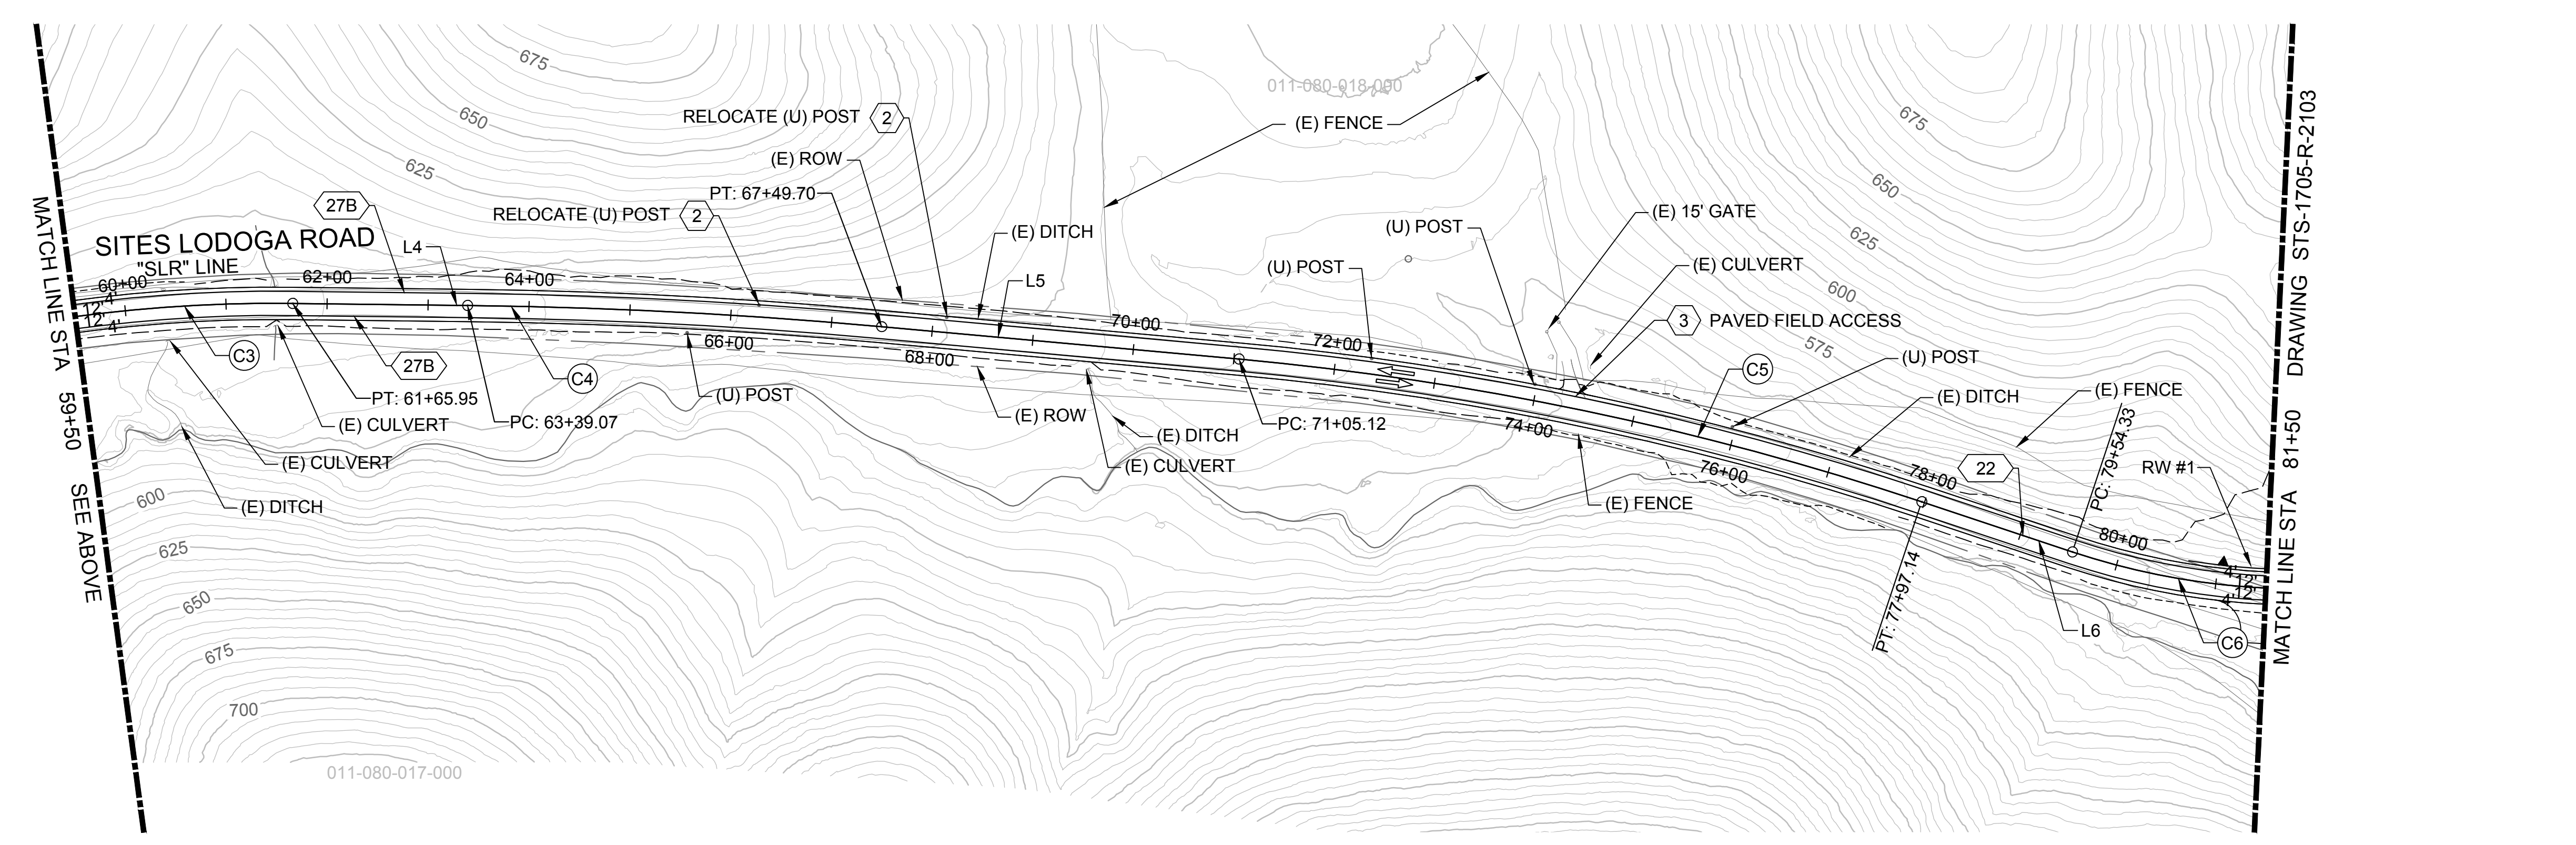 675
650
625
RELOCATE (U) POST 2
(E) ROW
PT: 67+49.70
RELOCATE (U) POST 2
27B
SITES LODOGA ROAD
"SLR" LINE
L4
60+00
62+00
64+00
12' 4'
12' 4'
MATCH LINE STA 59+50 SEE ABOVE
C3
27B
PT: 61+65.95
(E) CULVERT
(E) CULVERT
(E) DITCH
PC: 63+39.07
C4
66+00
(U) POST
68+00
(E) ROW
(E) DITCH
L5
70+00
(E) DITCH
(E) CULVERT
PC: 71+05.12
011-080-018-000
(E) FENCE
(U) POST
(U) POST
72+00
(E) 15' GATE
(E) CULVERT
3 PAVED FIELD ACCESS
74+00
(E) FENCE
C5
(U) POST
(E) DITCH
(E) FENCE
76+00
78+00
22
PC: 79+54.33
RW #1
PT: 77+97.14
80+00
L6
C6
4'
12'
12'
4'
675
650
625
600
575
MATCH LINE STA 81+50 DRAWING STS-1705-R-2103
600
625
650
675
700
011-080-017-000